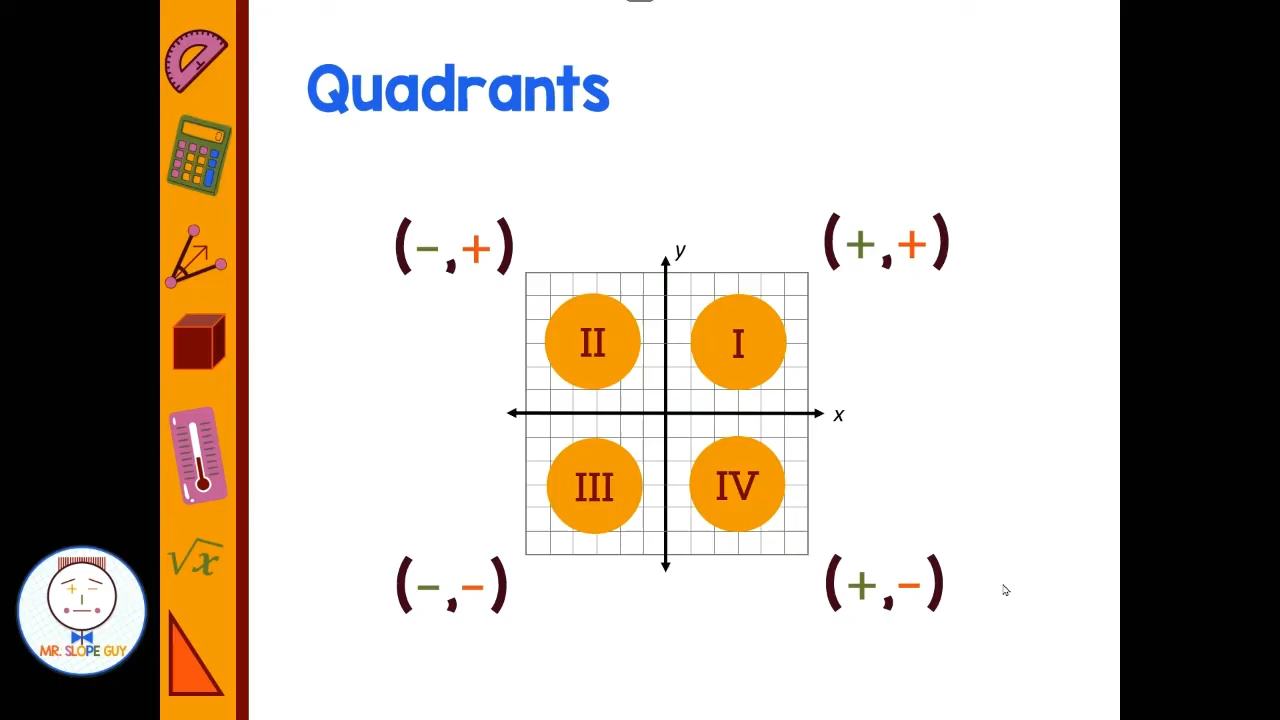 Quadrants
(-,+)
(+,+)
y
II
I
x
III
IV
(-,-)
(+,-)
√x
MR. SLOPE GUY